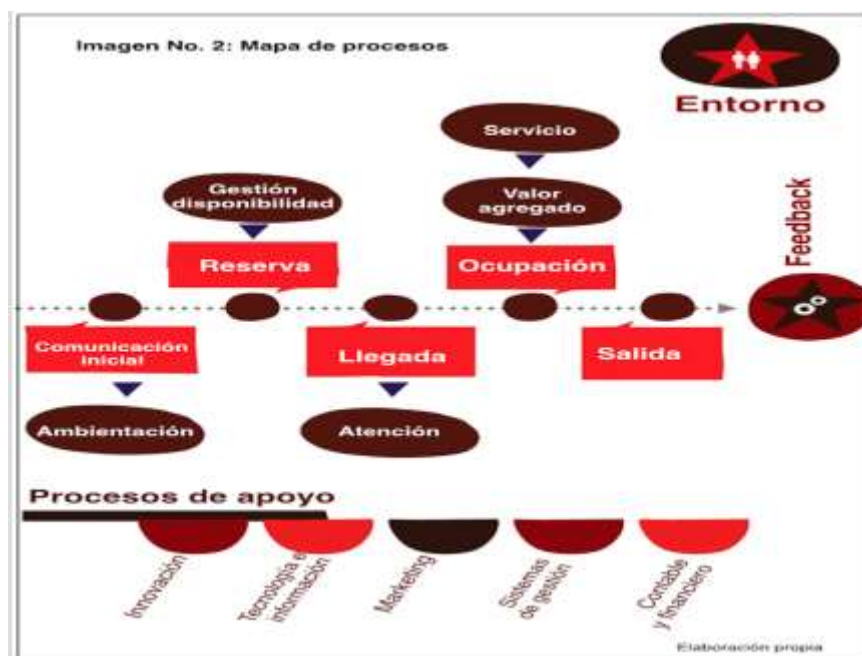 Imagen No. 2: Mapa de procesos
Entorno
Servicio
Gestión
disponibilidad
Valor
agregado
Feedback
Reserva
Ocupación
Comunicación
inicial
Llegada
Salida
Ambientación
Atención
Procesos de apoyo
Innovación
Tecnología e
información
Marketing
Sistemas
de gestión
Contable
y financiero
Elaboración propia